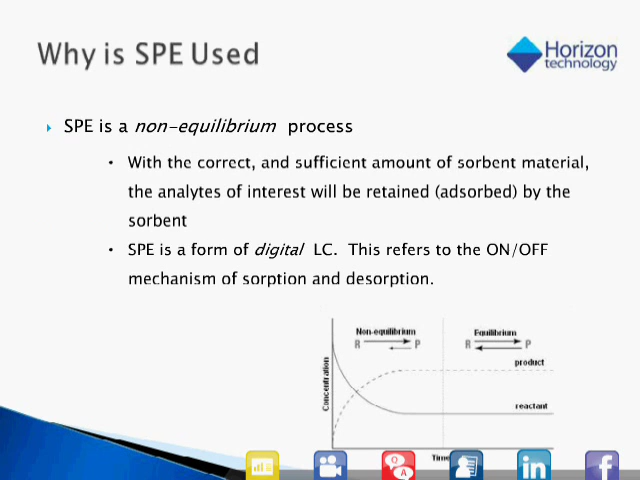 Why is SPE Used
Horizon
technology
SPE is a non-equilibrium process
• With the correct, and sufficient amount of sorbent material,
the analytes of interest will be retained (adsorbed) by the
sorbent
• SPE is a form of digital LC. This refers to the ON/OFF
mechanism of sorption and desorption.
Non-equilibrium Equilibrium
R P R P
product
Concentration
reactant
Time
Q A in f